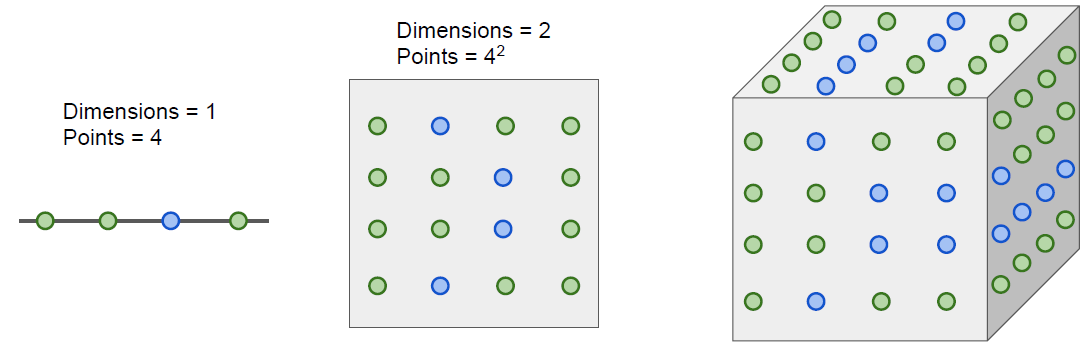 Dimensions = 1
Points = 4
Dimensions = 2
Points = 4²